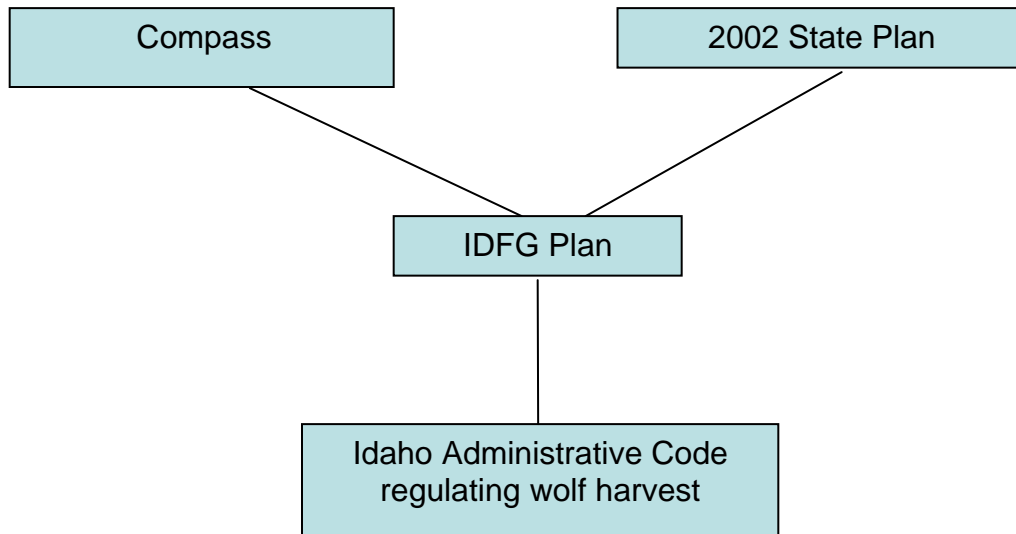 Compass
2002 State Plan
IDFG Plan
Idaho Administrative Code
regulating wolf harvest